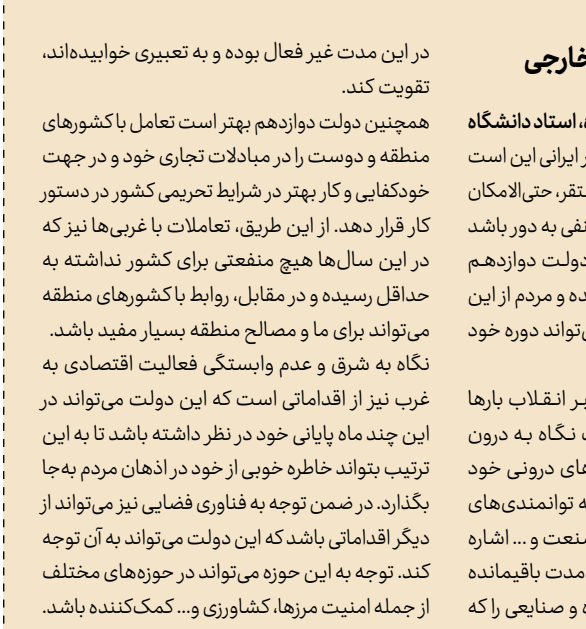 خارجی
استاد دانشگاه
ایرانی این است
حتی‌الامکان
نفی به دور باشد
دولت دوازدهم
ده و مردم از این
‌تواند دوره خود
انقلاب بارها
نگاه به درون
های درونی خود
توانمندی‌های
و ... اشاره
مدت باقیمانده
و صنایعی را که
در این مدت غیر فعال بوده و به تعبیری خوابیده‌اند،
تقویت کند.
همچنین دولت دوازدهم بهتر است تعامل با کشورهای
منطقه و دوست را در مبادلات تجاری خود و در جهت
خودکفایی و کار بهتر در شرایط تحریمی کشور در دستور
کار قرار دهد. از این طریق، تعاملات با غربی‌ها نیز که
در این سال‌ها هیچ منفعتی برای کشور نداشته به
حداقل رسیده و در مقابل، روابط با کشورهای منطقه
می‌تواند برای ما و مصالح منطقه بسیار مفید باشد.
نگاه به شرق و عدم وابستگی فعالیت اقتصادی به
غرب نیز از اقداماتی است که این دولت می‌تواند در
این چند ماه پایانی خود در نظر داشته باشد تا به این
ترتیب بتواند خاطره خوبی از خود در اذهان مردم به‌جا
بگذارد. در ضمن توجه به فناوری فضایی نیز می‌تواند از
دیگر اقداماتی باشد که این دولت می‌تواند به آن توجه
کند. توجه به این حوزه می‌تواند در حوزه‌های مختلف
از جمله امنیت مرزها، کشاورزی و... کمک‌کننده باشد.